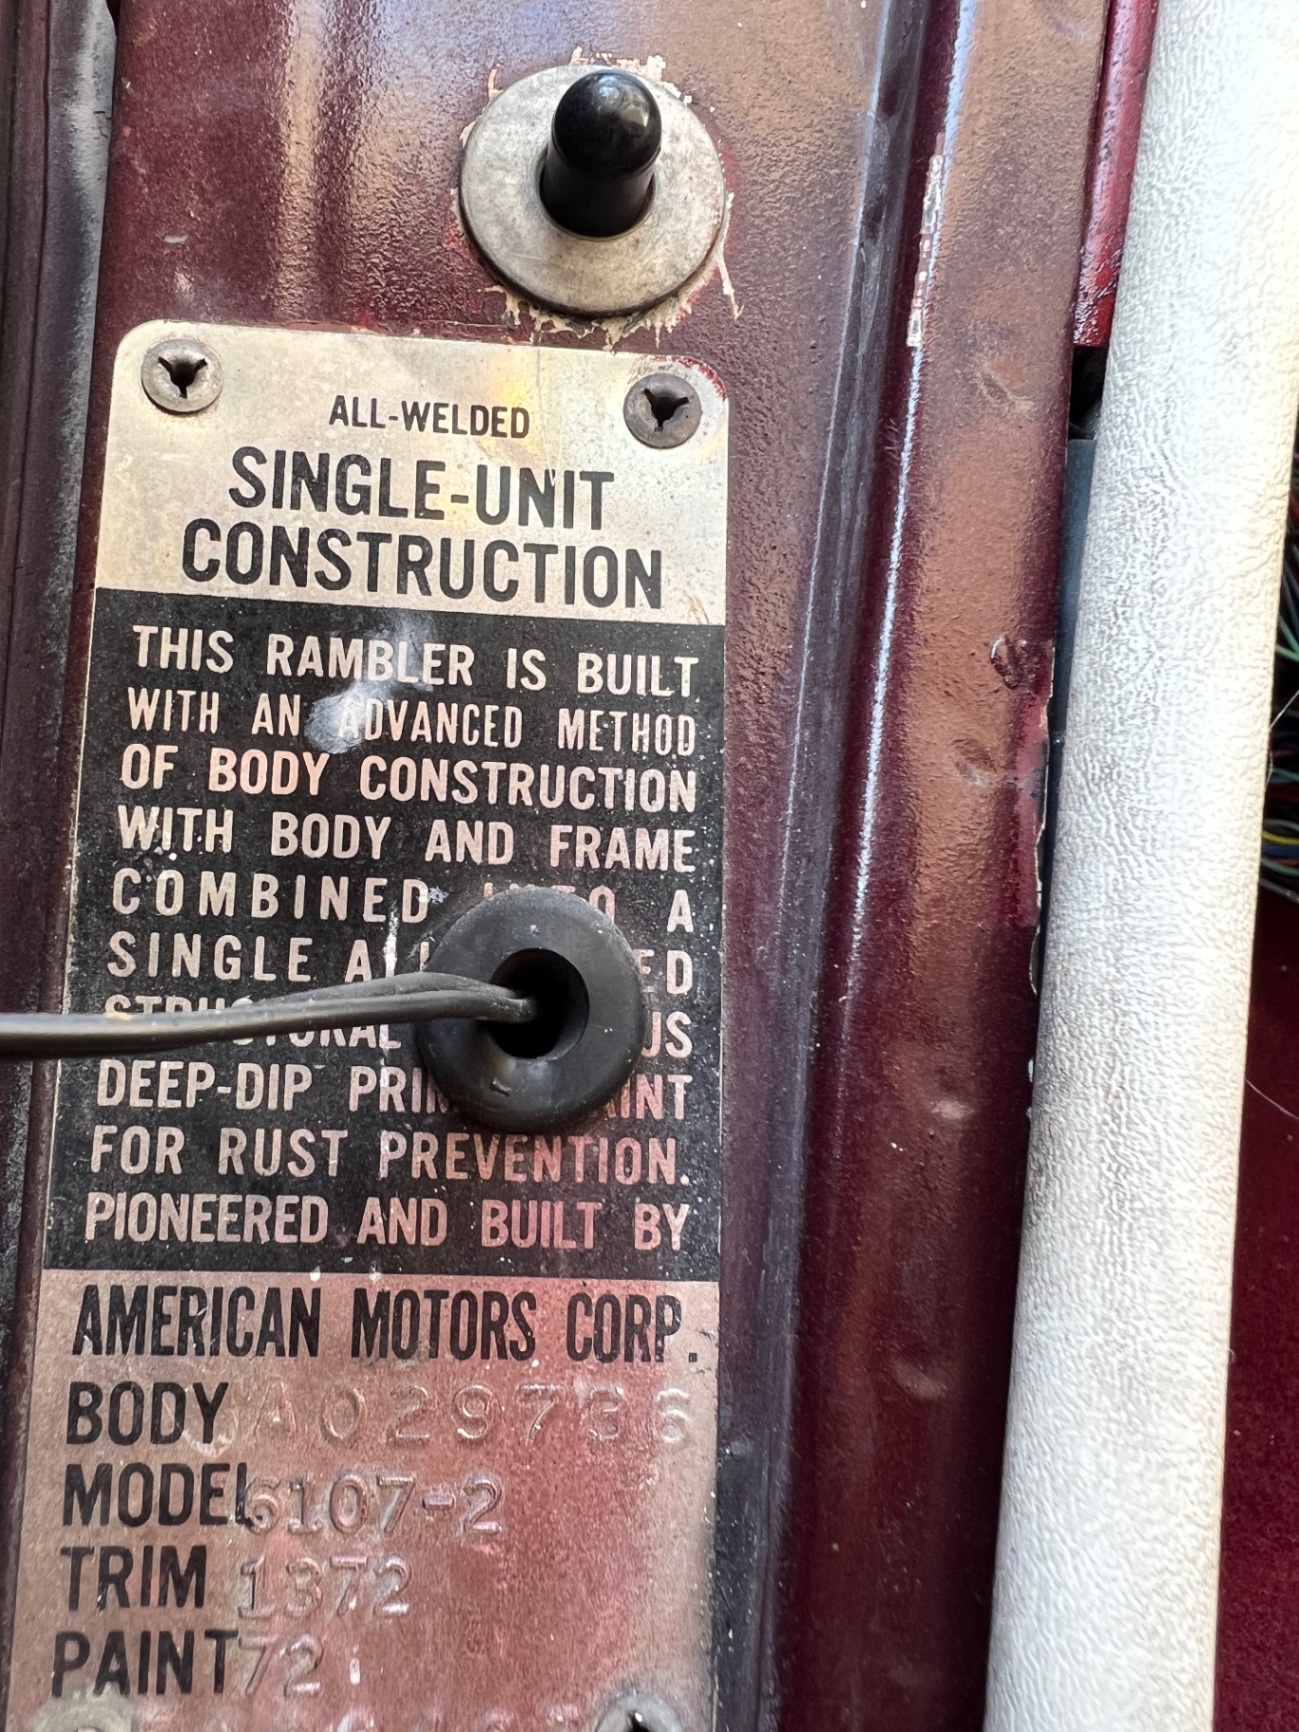 ALL-WELDED
SINGLE-UNIT
CONSTRUCTION
THIS RAMBLER IS BUILT
WITH AN ADVANCED METHOD
OF BODY CONSTRUCTION
WITH BODY AND FRAME
COMBINED A
SINGLE
DEEP-DIP
FOR RUST PREVENTION.
PIONEERED AND BUILT BY
AMERICAN MOTORS CORP.
BODY A029736
MODEL 6107-2
TRIM 1372
PAINT 72